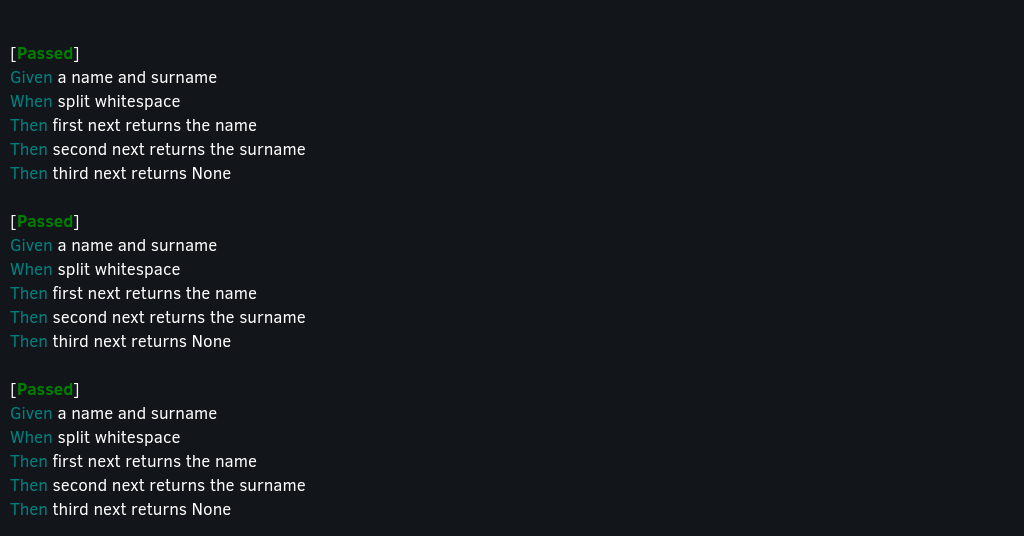 [Passed]
Given a name and surname
When split whitespace
Then first next returns the name
Then second next returns the surname
Then third next returns None
[Passed]
Given a name and surname
When split whitespace
Then first next returns the name
Then second next returns the surname
Then third next returns None
[Passed]
Given a name and surname
When split whitespace
Then first next returns the name
Then second next returns the surname
Then third next returns None